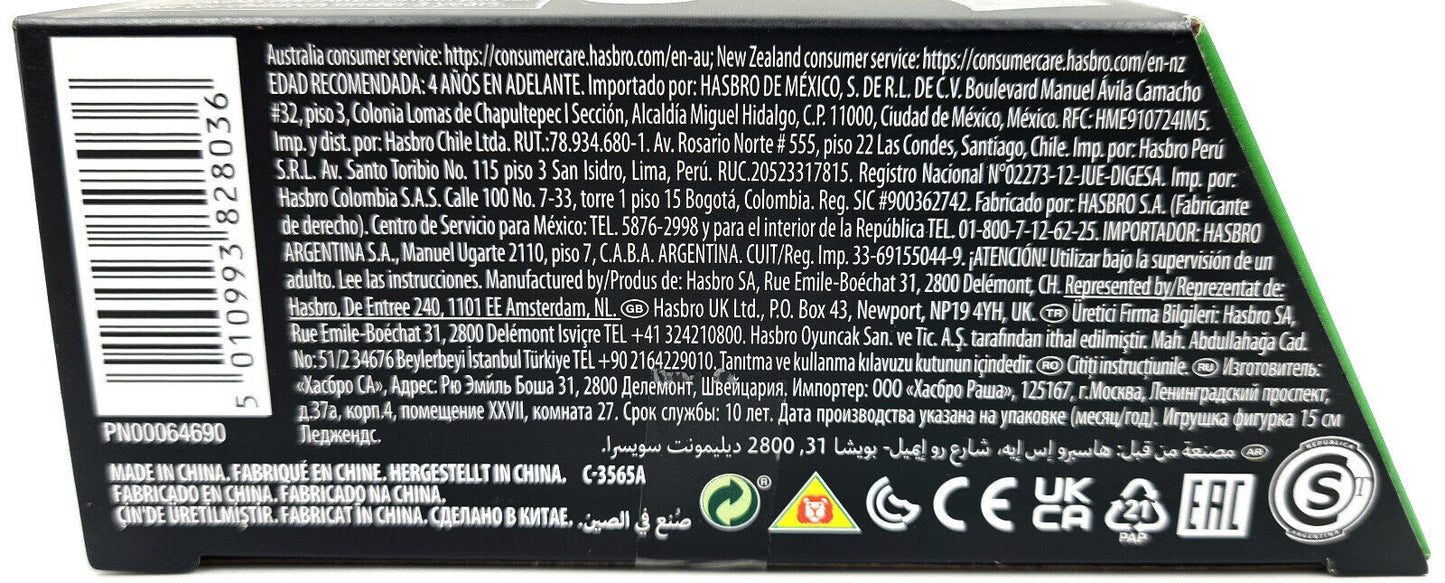 Australia consumer service: https://consumercare.hasbro.com/en-au; New Zealand consumer service: https://consumercare.hasbro.com/en-nz
EDAD RECOMENDADA: 4 AÑOS EN ADELANTE. Importado por: HASBRO DE MÉXICO, S. DE R.L. DE C.V. Boulevard Manuel Ávila Camacho
#32, piso 3, Colonia Lomas de Chapultepec I Sección, Alcaldía Miguel Hidalgo, C.P. 11000, Ciudad de México, México. RFC: HME910724IM5.
Imp. y dist. por: Hasbro Chile Ltda. RUT.:78.934.680-1. Av. Rosario Norte # 555, piso 22 Las Condes, Santiago, Chile. Imp. por: Hasbro Perú
S.R.L. Av. Santo Toribio No. 115 piso 3 San Isidro, Lima, Perú. RUC.20523317815. Registro Nacional N°02273-12-JUE-DIGESA. Imp. por:
Hasbro Colombia S.A.S. Calle 100 No. 7-33, torre 1 piso 15 Bogotá, Colombia. Reg. SIC #900362742. Fabricado por: HASBRO S.A. (Fabricante
de derecho). Centro de Servicio para México: TEL. 5876-2998 y para el interior de la República TEL. 01-800-7-12-62-25. IMPORTADOR: HASBRO
ARGENTINA S.A., Manuel Ugarte 2110, piso 7, C.A.B.A. ARGENTINA. CUIT/Reg. Imp. 33-69155044-9. ¡ATENCIÓN! Utilizar bajo la supervisión de un
adulto. Lee las instrucciones. Manufactured by/Produs de: Hasbro SA, Rue Emile-Boéchat 31, 2800 Delémont, CH. Represented by/Reprezentat de:
Hasbro, De Entree 240, 1101 EE Amsterdam, NL. GB Hasbro UK Ltd., P.O. Box 43, Newport, NP19 4YH, UK. TR Üretici Firma Bilgileri: Hasbro SA,
Rue Emile-Boéchat 31, 2800 Delémont İsviçre TEL +41 324210800. Hasbro Oyuncak San. ve Tic. A.Ş. tarafından ithal edilmiştir. Mah. Abdullahağa Cad.
No: 51/2 34676 Beylerbeyi İstanbul Türkiye TEL +90 2164229010. Tanıtma ve kullanma kılavuzu kutunun içindedir. RO Citiți instrucțiunile. RU Изготовитель:
«Хасбро СА», Адрес: Рю Эмиль Боша 31, 2800 Делемонт, Швейцария. Импортер: ООО «Хасбро Раша», 125167, г.Москва, Ленинградский проспект,
д.37а, корп.4, помещение XXVII, комната 27. Срок службы: 10 лет. Дата производства указана на упаковке (месяц/год). Игрушка фигурка 15 см
Леджендс.
AR مصنعة من قبل: هاسبرو إس إيه، شارع رو إيميل- بويشا 31، 2800 ديليمونت سويسرا.
5 010993 828036
PN00064690
MADE IN CHINA. FABRIQUÉ EN CHINE. HERGESTELLT IN CHINA. C-3565A
FABRICADO EN CHINA. FABRICADO NA CHINA.
ÇİN'DE ÜRETİLMİŞTİR. FABRICAT IN CHINA. СДЕЛАНО В КИТАЕ. صُنع في الصين.
®
CE
UK
CA
21
PAP
EAC
REPUBLICA
S T
ARGENTINA